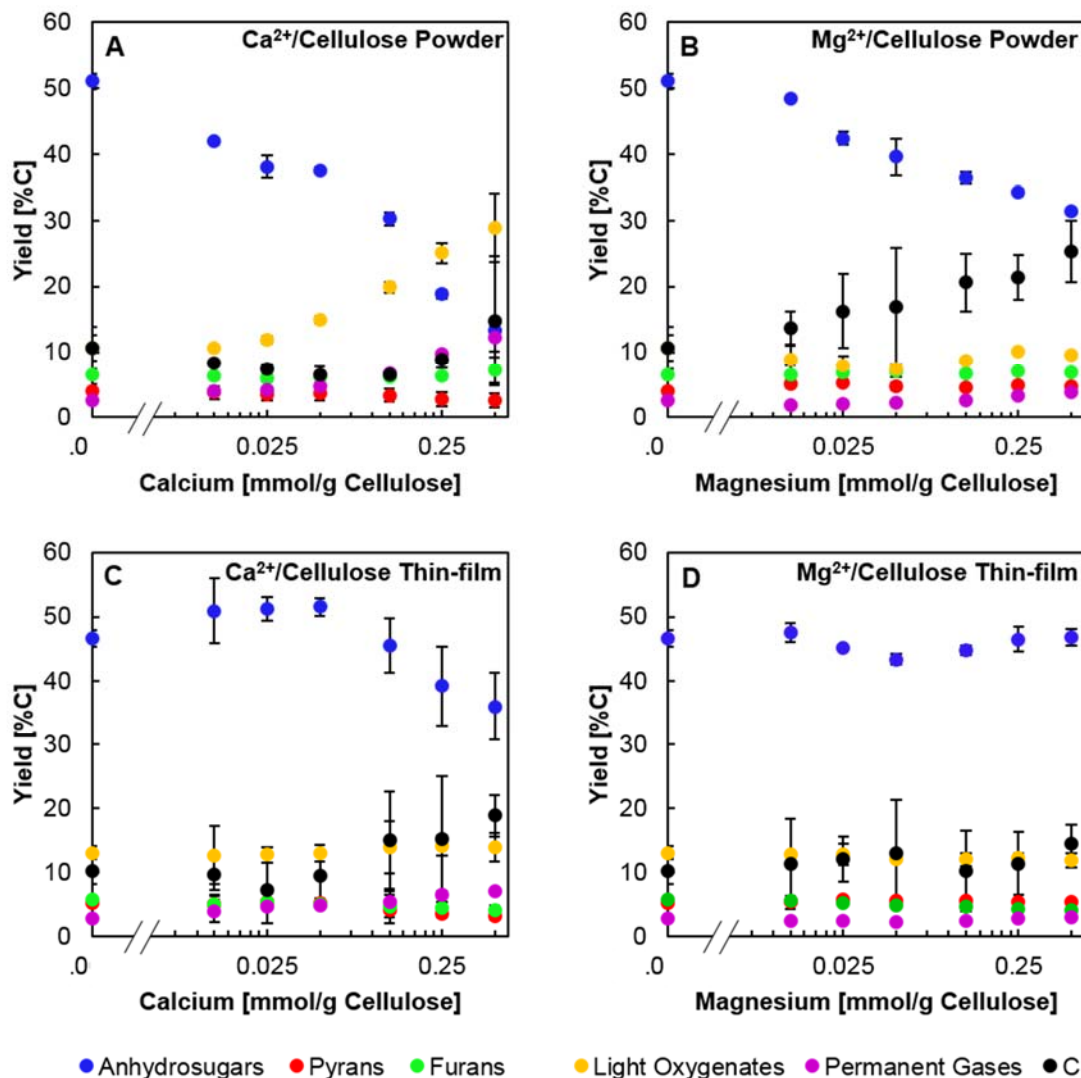 A Ca²⁺/Cellulose Powder
60
50
40
30
20
10
0
Yield [%C]
.0 0.025 0.25
Calcium [mmol/g Cellulose]
B Mg²⁺/Cellulose Powder
60
50
40
30
20
10
0
Yield [%C]
.0 0.025 0.25
Magnesium [mmol/g Cellulose]
C Ca²⁺/Cellulose Thin-film
60
50
40
30
20
10
0
Yield [%C]
.0 0.025 0.25
Calcium [mmol/g Cellulose]
D Mg²⁺/Cellulose Thin-film
60
50
40
30
20
10
0
Yield [%C]
.0 0.025 0.25
Magnesium [mmol/g Cellulose]
Anhydrosugars Pyrans Furans Light Oxygenates Permanent Gases C